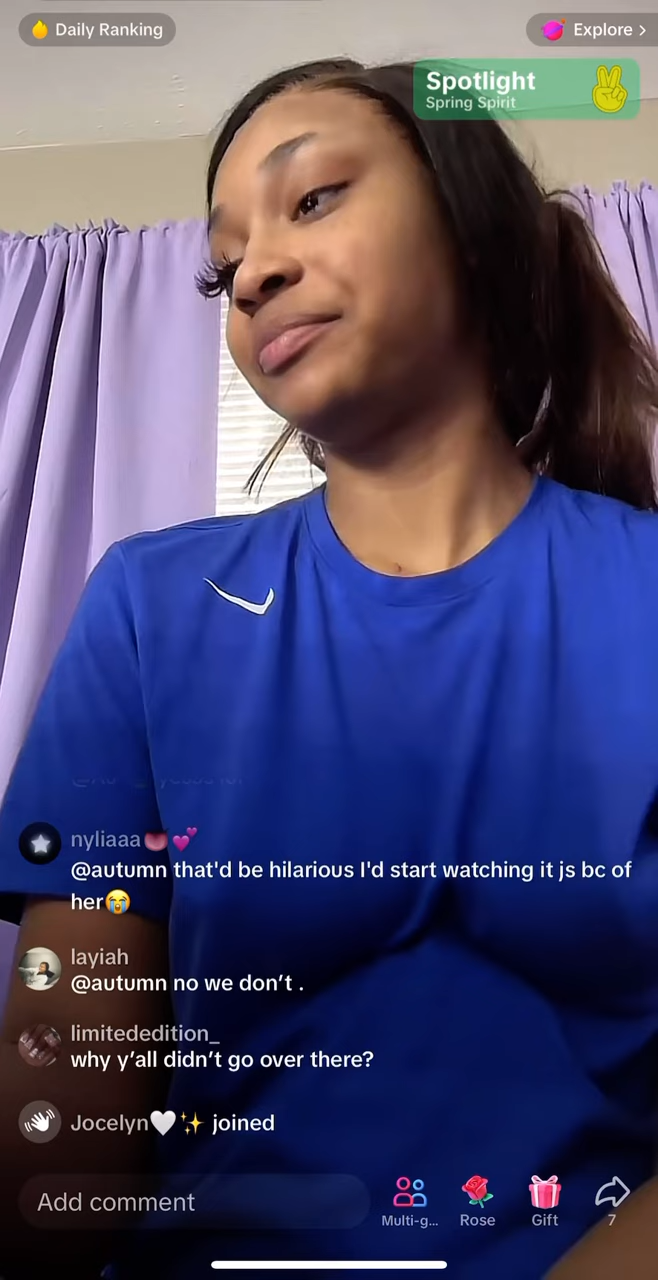 Daily Ranking
Explore >
Spotlight
Spring Spirit
nyliaaa👅💕
@autumn that'd be hilarious I'd start watching it js bc of
her😭
layiah
@autumn no we don’t .
limitededition_
why y’all didn’t go over there?
Jocelyn🤍✨ joined
Add comment
Multi-g...
Rose
Gift
7